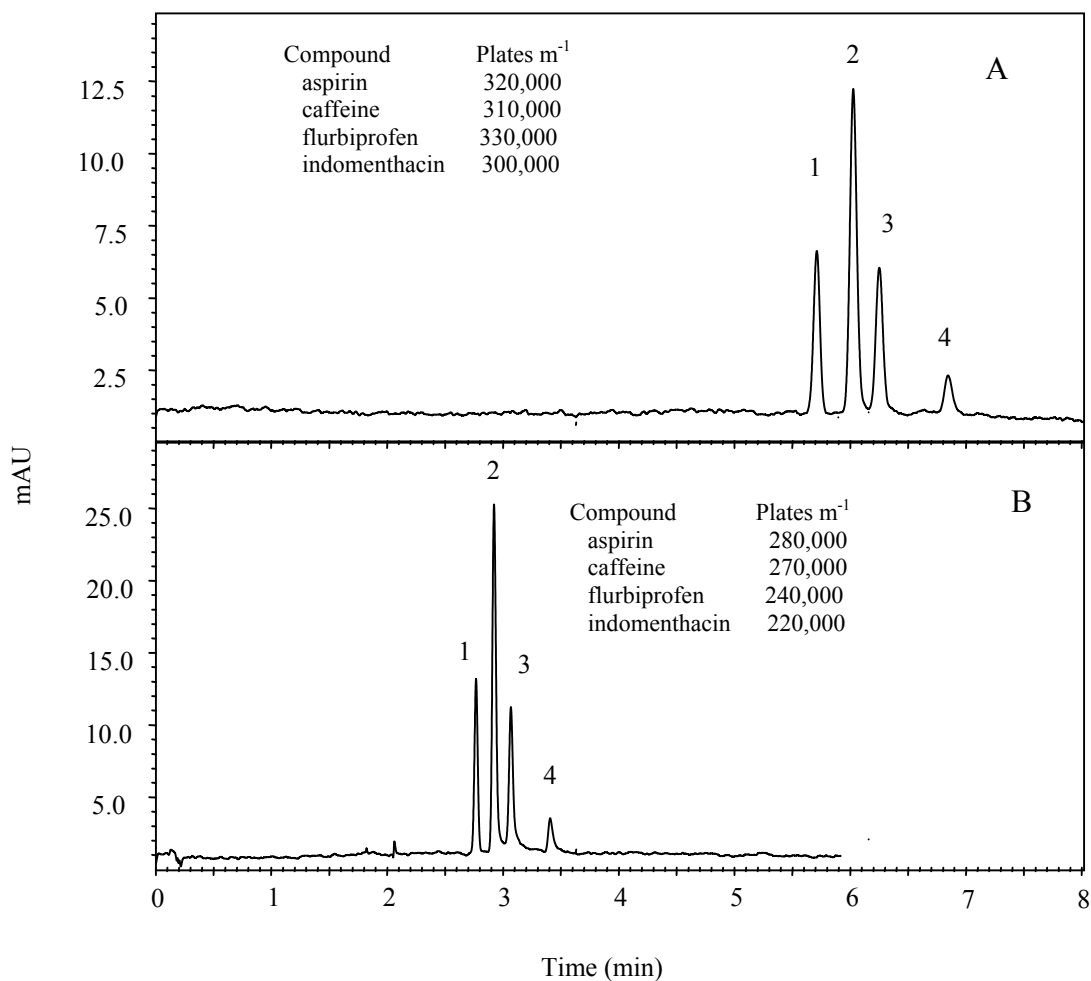 Compound Plates m-1
aspirin 320,000
caffeine 310,000
flurbiprofen 330,000
indomenthacin 300,000
A
1
2
3
4
12.5
10.0
7.5
5.0
2.5
mAU
Compound Plates m-1
aspirin 280,000
caffeine 270,000
flurbiprofen 240,000
indomenthacin 220,000
B
1
2
3
4
25.0
20.0
15.0
10.0
5.0
0 1 2 3 4 5 6 7 8
Time (min)